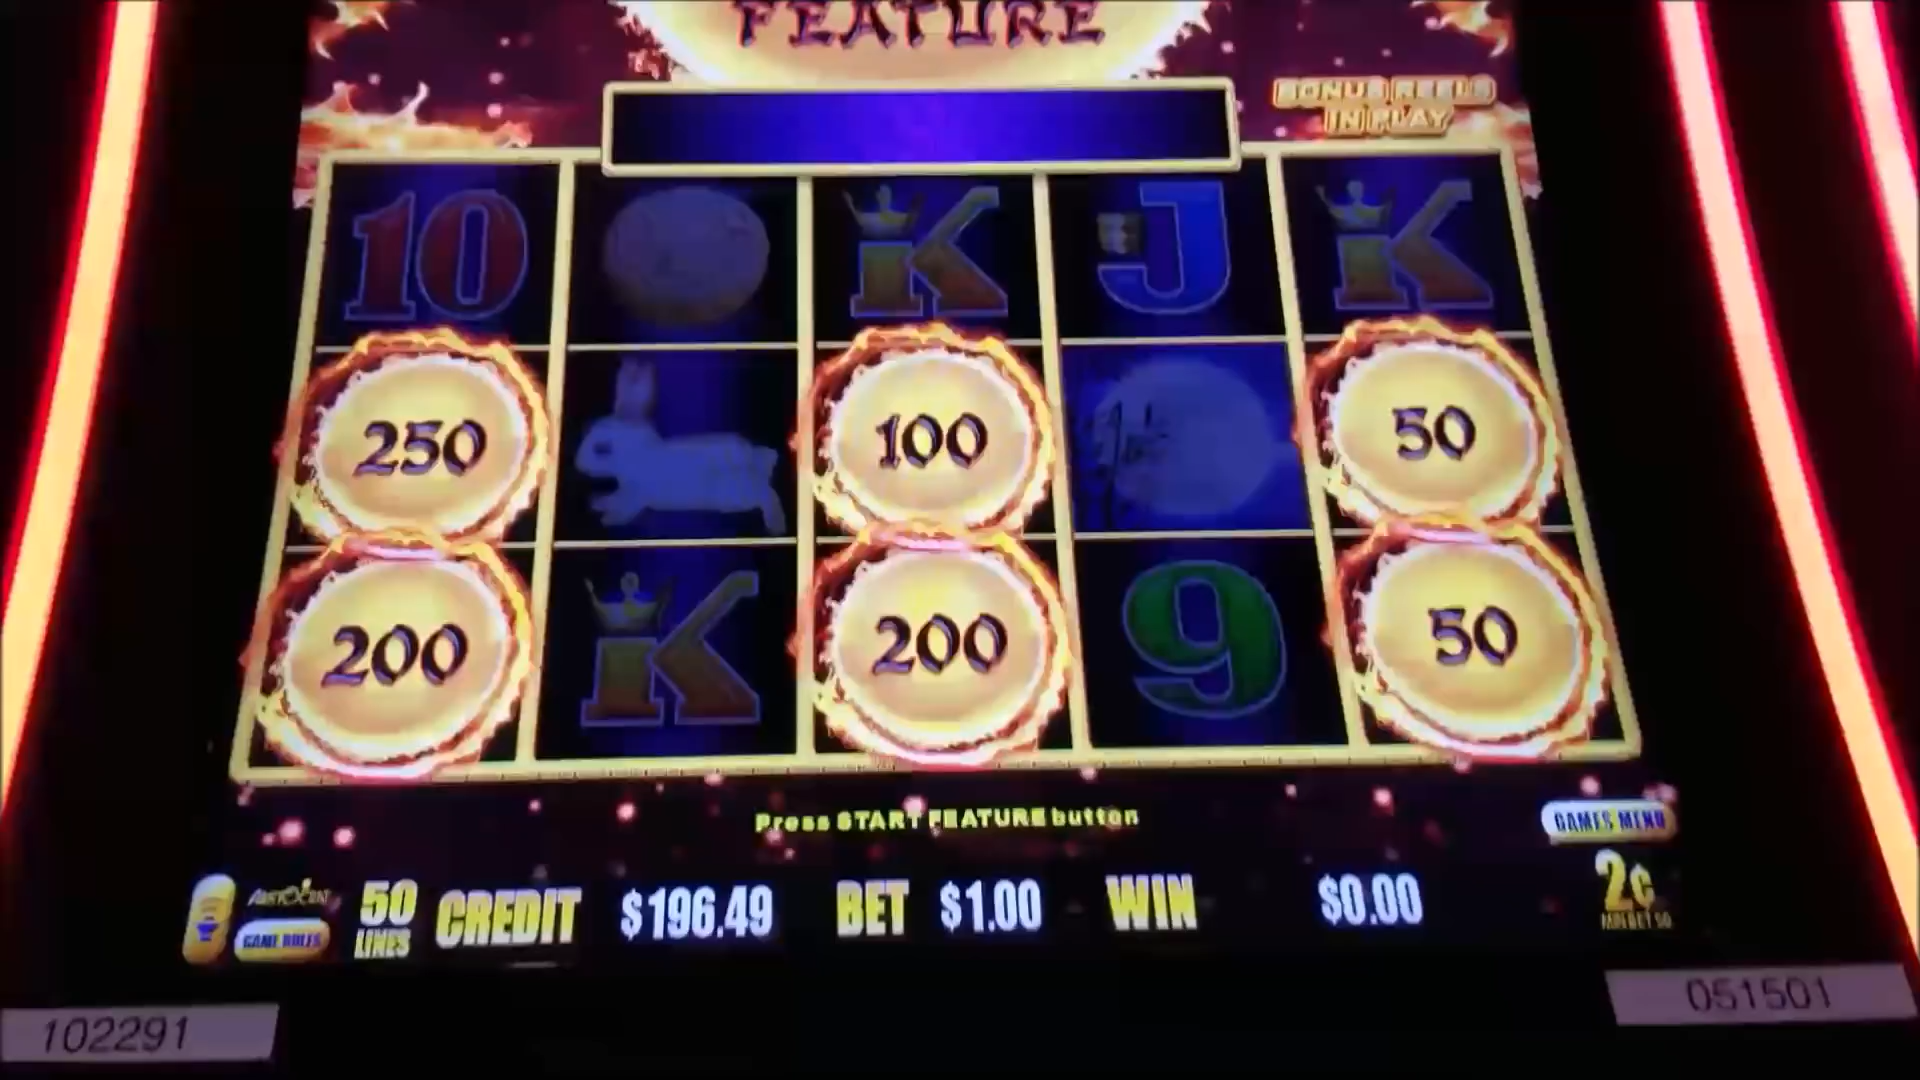 FEATURE
BONUS REELS
IN PLAY
10 K J K
250 100 50
200 K 200 9 50
Press START FEATURE button
GAMES MENU
ARISTOCRAT
GAME RULES
50
LINES
CREDIT $196.49 BET $1.00 WIN $0.00
2¢
102291
051501